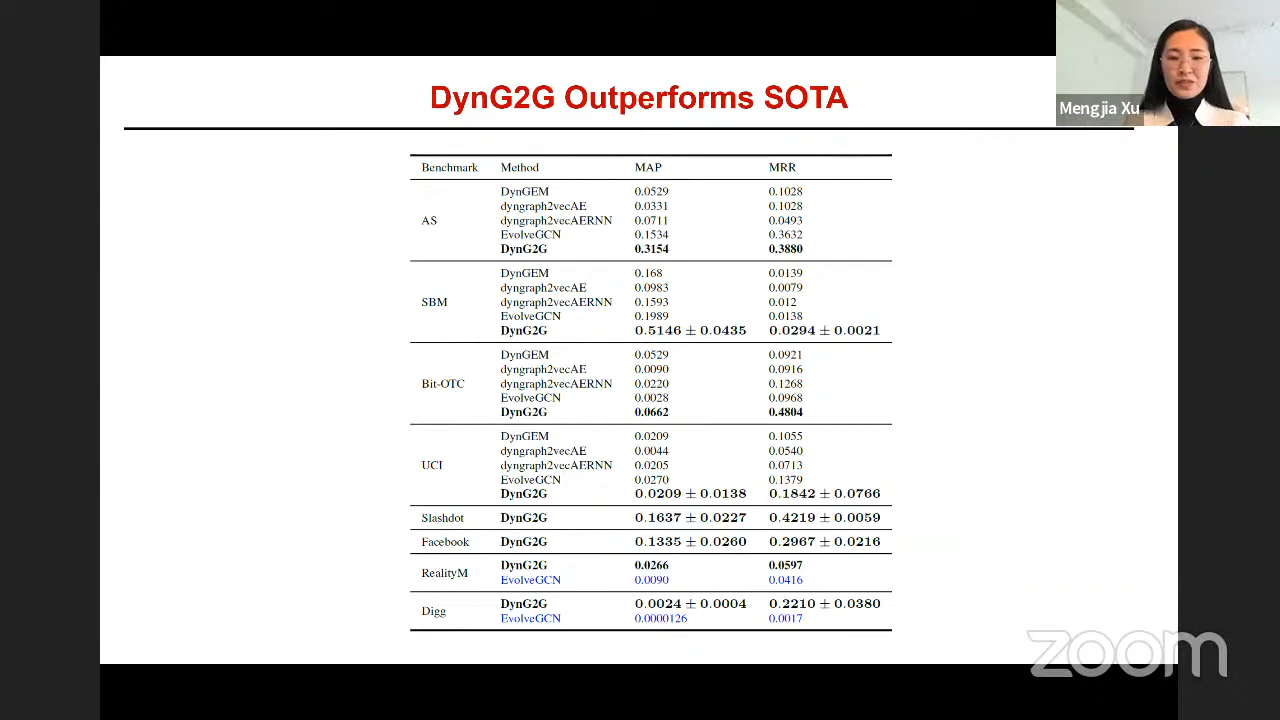 DynG2G Outperforms SOTA
Mengjia Xu
Benchmark Method MAP MRR
DynGEM 0.0529 0.1028
dyngraph2vecAE 0.0331 0.1028
AS dyngraph2vecAERNN 0.0711 0.0493
EvolveGCN 0.1534 0.3632
DynG2G 0.3154 0.3880
DynGEM 0.168 0.0139
dyngraph2vecAE 0.0983 0.0079
SBM dyngraph2vecAERNN 0.1593 0.012
EvolveGCN 0.1989 0.0138
DynG2G 0.5146 ± 0.0435 0.0294 ± 0.0021
DynGEM 0.0529 0.0921
dyngraph2vecAE 0.0090 0.0916
Bit-OTC dyngraph2vecAERNN 0.0220 0.1268
EvolveGCN 0.0028 0.0968
DynG2G 0.0662 0.4804
DynGEM 0.0209 0.1055
dyngraph2vecAE 0.0044 0.0540
UCI dyngraph2vecAERNN 0.0205 0.0713
EvolveGCN 0.0270 0.1379
DynG2G 0.0209 ± 0.0138 0.1842 ± 0.0766
Slashdot DynG2G 0.1637 ± 0.0227 0.4219 ± 0.0059
Facebook DynG2G 0.1335 ± 0.0260 0.2967 ± 0.0216
RealityM DynG2G 0.0266 0.0597
EvolveGCN 0.0090 0.0416
Digg DynG2G 0.0024 ± 0.0004 0.2210 ± 0.0380
EvolveGCN 0.0000126 0.0017
zoom